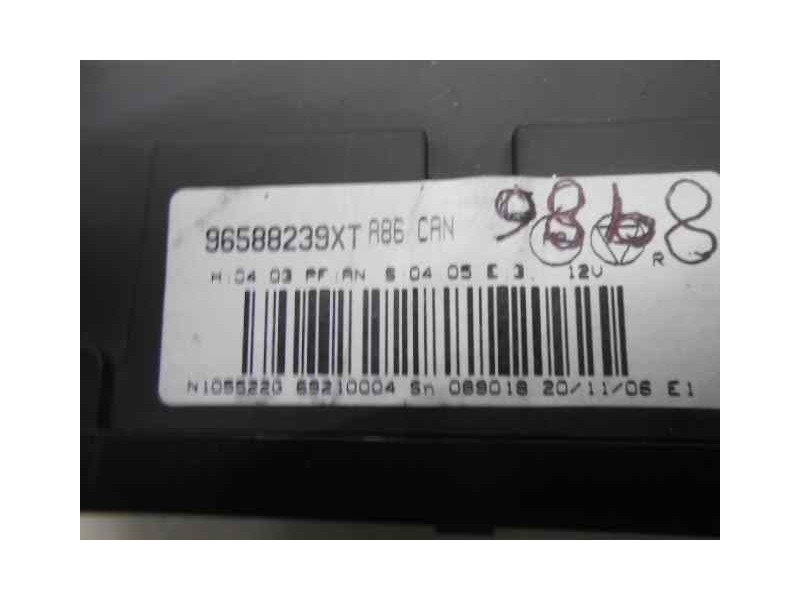 9868
96588239XT A86 CAN
R
H:04 03 PF:AN S:04 05 E:3. 12V
N105522G 69210004 Sn 089018 20/11/06 E1